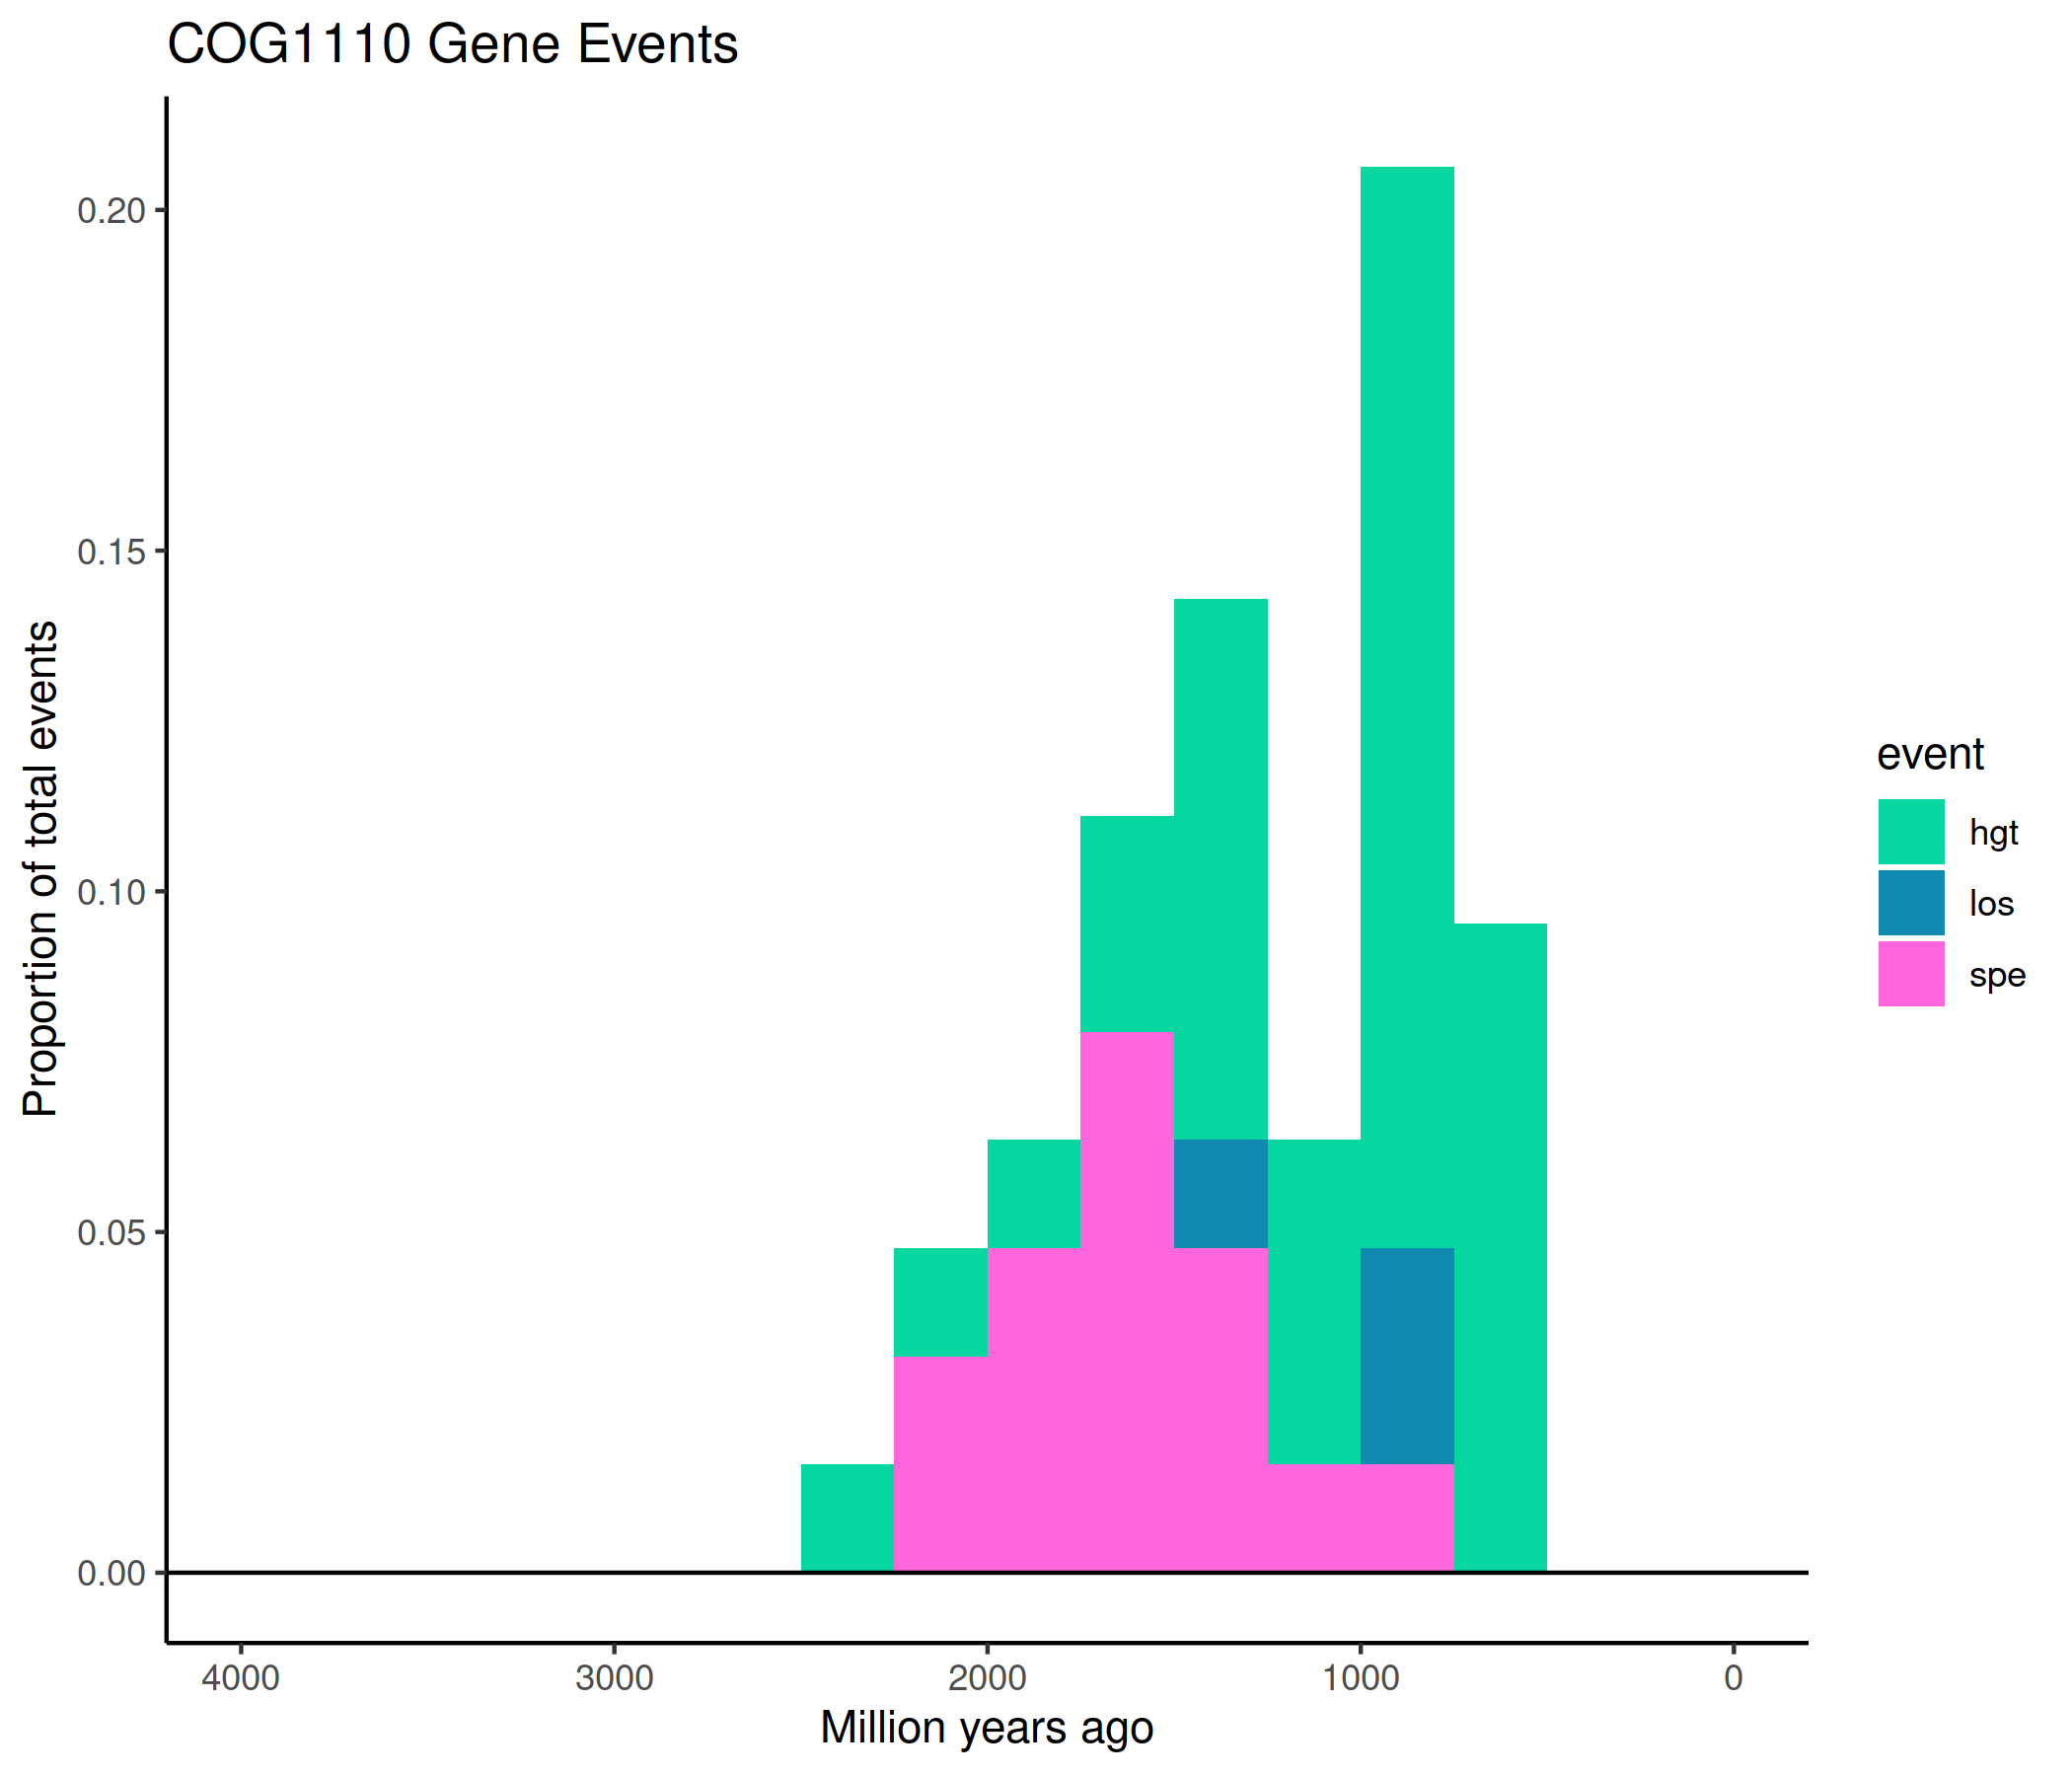 COG1110 Gene Events
Proportion of total events
0.20
0.15
0.10
0.05
0.00
4000 3000 2000 1000 0
Million years ago
event
hgt
los
spe